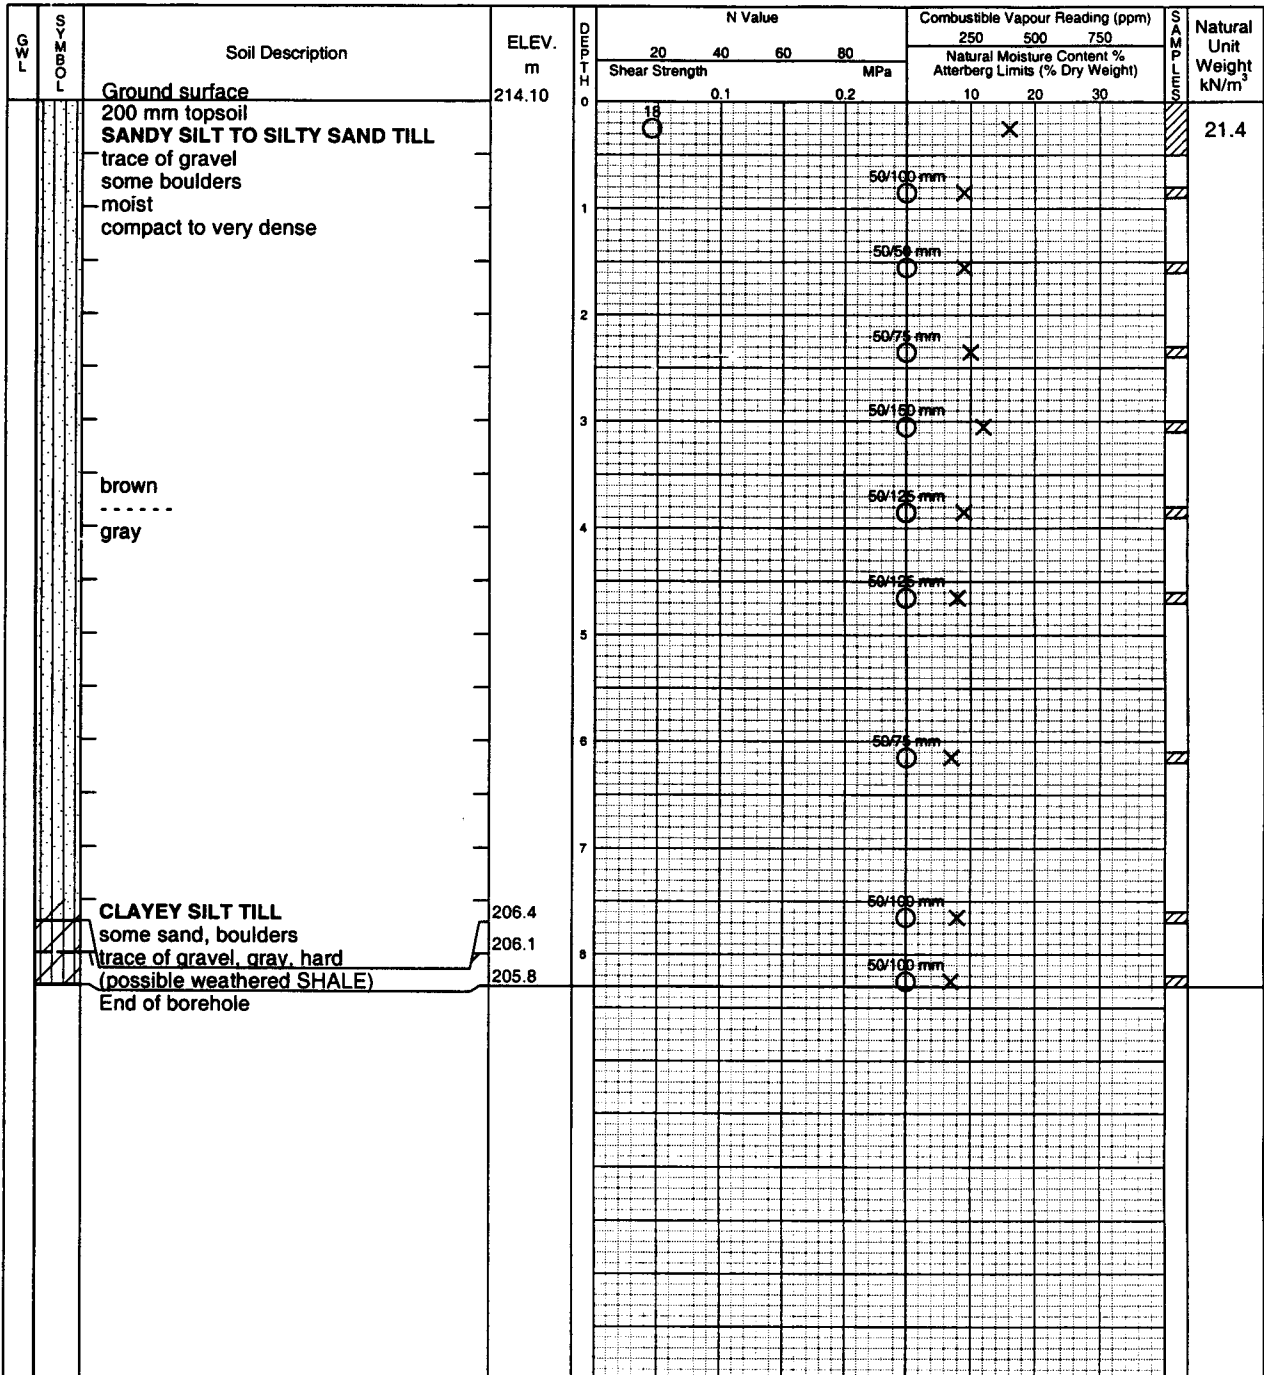 GWL
SYMBOL
Soil Description
ELEV.
m
DEPTH
N Value
20 40 60 80
Shear Strength MPa
0.1 0.2
Combustible Vapour Reading (ppm)
250 500 750
Natural Moisture Content %
Atterberg Limits (% Dry Weight)
10 20 30
SAMPLES
Natural
Unit
Weight
kN/m³
Ground surface
214.10
0
200 mm topsoil
18
SANDY SILT TO SILTY SAND TILL
21.4
trace of gravel
some boulders
50/100 mm
moist
1
compact to very dense
50/50 mm
2
50/75 mm
50/150 mm
3
brown
- - - - - -
50/125 mm
gray
4
50/125 mm
5
50/75 mm
6
7
50/100 mm
CLAYEY SILT TILL
206.4
some sand, boulders
206.1
trace of gravel, gray, hard
8
50/100 mm
(possible weathered SHALE)
205.8
End of borehole